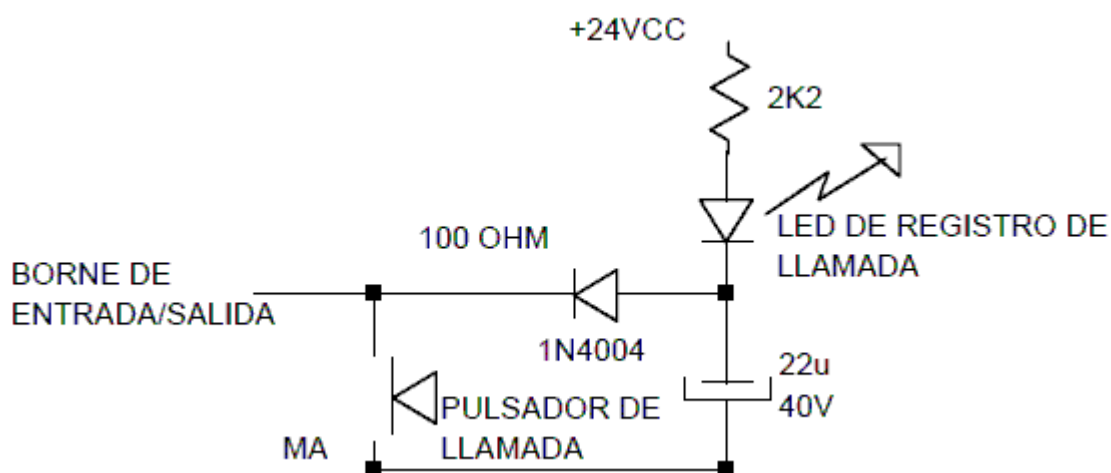 +24VCC
2K2
100 OHM
LED DE REGISTRO DE
LLAMADA
BORNE DE
ENTRADA/SALIDA
1N4004
22u
40V
PULSADOR DE
LLAMADA
MA